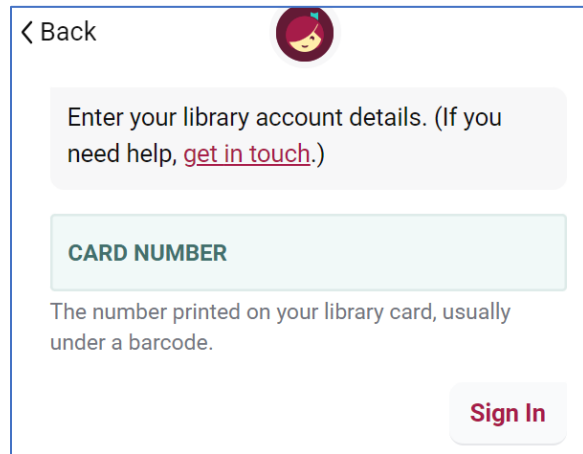 Back
Enter your library account details. (If you
need help, get in touch.)
CARD NUMBER
The number printed on your library card, usually
under a barcode.
Sign In